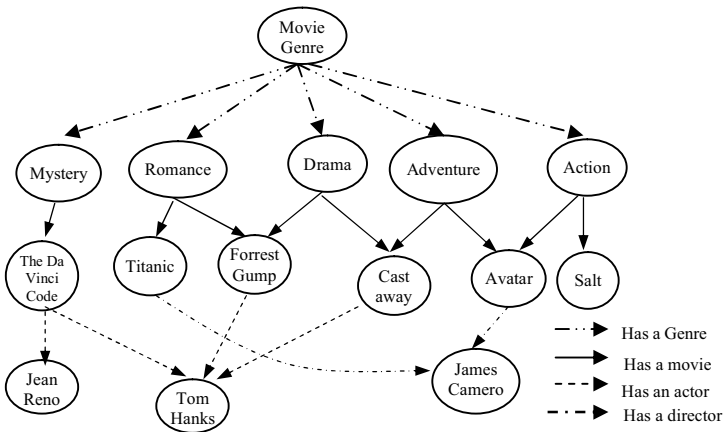 Movie
Genre
Mystery
Romance
Drama
Adventure
Action
The Da
Vinci
Code
Titanic
Forrest
Gump
Cast
away
Avatar
Salt
Jean
Reno
Tom
Hanks
James
Camero
Has a Genre
Has a movie
Has an actor
Has a director